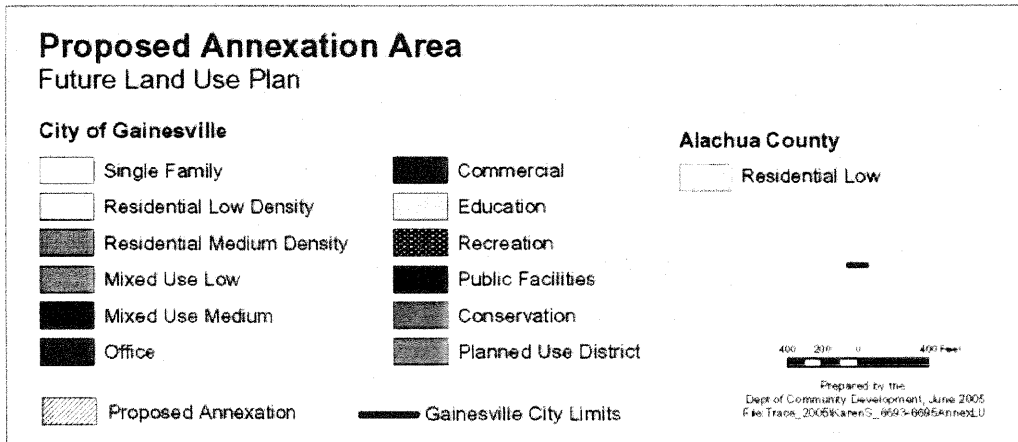 Proposed Annexation Area
Future Land Use Plan
City of Gainesville
Single Family
Residential Low Density
Residential Medium Density
Mixed Use Low
Mixed Use Medium
Office
Commercial
Education
Recreation
Public Facilities
Conservation
Planned Use District
Proposed Annexation
Gainesville City Limits
Alachua County
Residential Low
400 200 0 400 Feet
Prepared by the
Dept of Community Development, June 2005